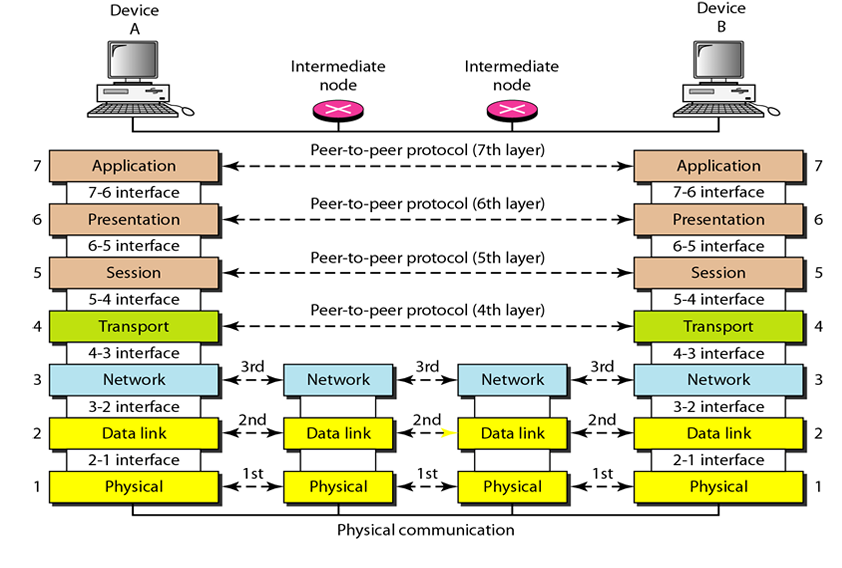 Device
A
Device
B
Intermediate
node
Intermediate
node
Peer-to-peer protocol (7th layer)
7 Application Application 7
7-6 interface 7-6 interface
Peer-to-peer protocol (6th layer)
6 Presentation Presentation 6
6-5 interface 6-5 interface
Peer-to-peer protocol (5th layer)
5 Session Session 5
5-4 interface 5-4 interface
Peer-to-peer protocol (4th layer)
4 Transport Transport 4
4-3 interface 4-3 interface
3rd 3rd 3rd
3 Network Network Network Network 3
3-2 interface 3-2 interface
2nd 2nd 2nd
2 Data link Data link Data link Data link 2
2-1 interface 2-1 interface
1st 1st 1st
1 Physical Physical Physical Physical 1
Physical communication